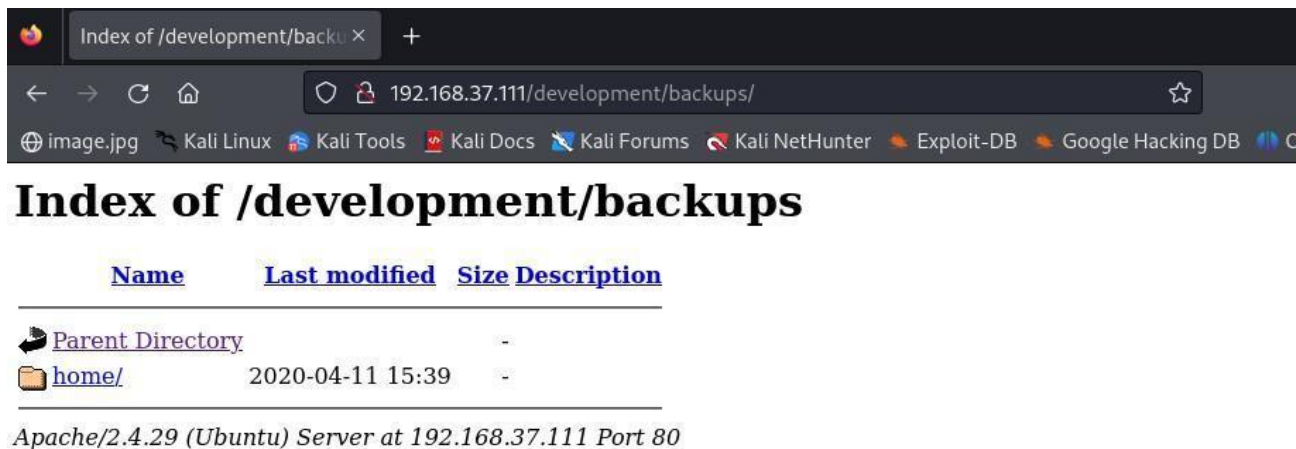 Index of /development/backu
192.168.37.111/development/backups/
image.jpg Kali Linux Kali Tools Kali Docs Kali Forums Kali NetHunter Exploit-DB Google Hacking DB
Index of /development/backups
Name Last modified Size Description
Parent Directory -
home/ 2020-04-11 15:39 -
Apache/2.4.29 (Ubuntu) Server at 192.168.37.111 Port 80